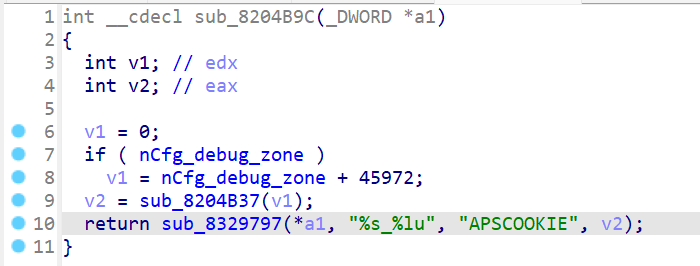 1 int __cdecl sub_8204B9C(_DWORD *a1)
2 {
3 int v1; // edx
4 int v2; // eax
5
6 v1 = 0;
7 if ( nCfg_debug_zone )
8 v1 = nCfg_debug_zone + 45972;
9 v2 = sub_8204B37(v1);
10 return sub_8329797(*a1, "%s_%lu", "APSCOOKIE", v2);
11 }